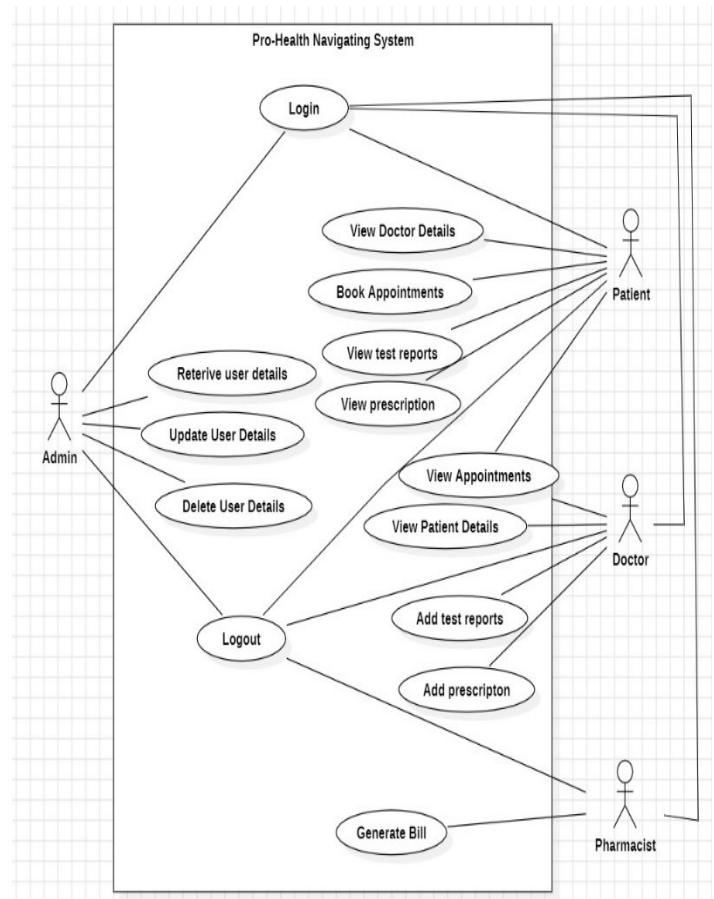 Pro-Health Navigating System
Login
View Doctor Details
Patient
Book Appointments
View test reports
Reterive user details
View prescription
Admin
Update User Details
View Appointments
Delete User Details
View Patient Details
Doctor
Add test reports
Logout
Add prescripton
Generate Bill
Pharmacist